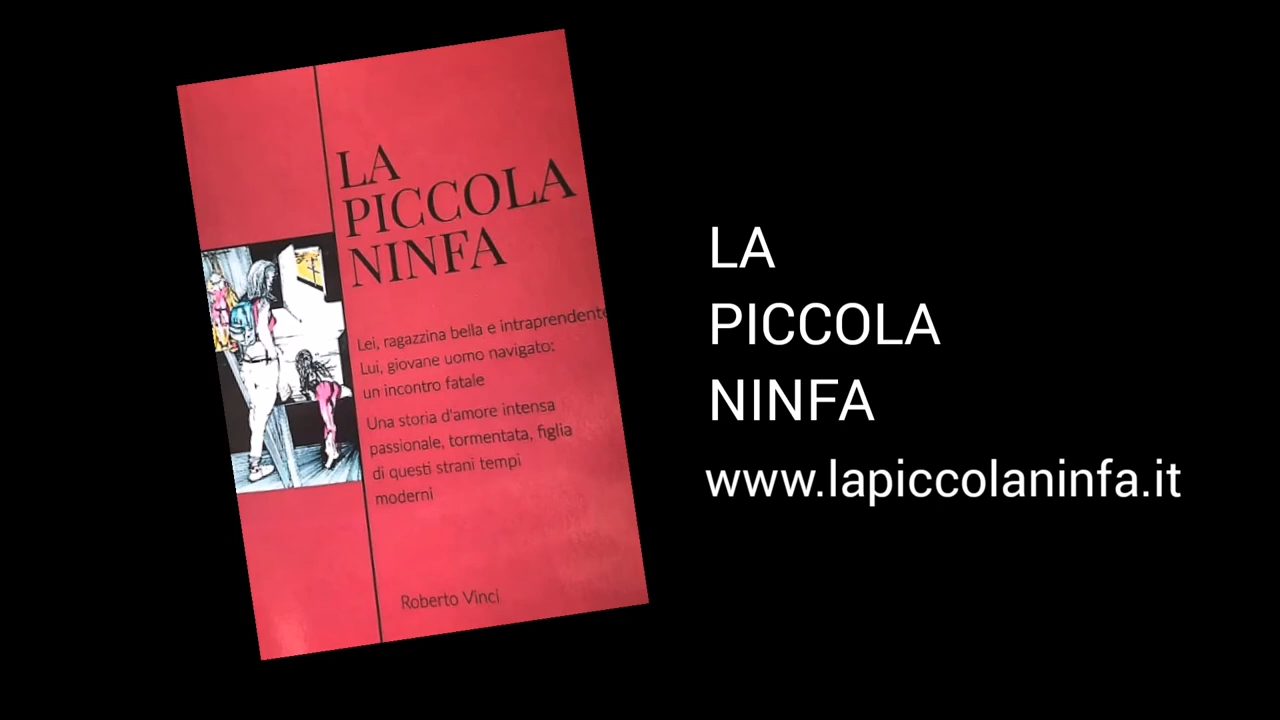 LA
PICCOLA
NINFA
Lei, ragazzina bella e intraprendente
Lui, giovane uomo navigato:
un incontro fatale
Una storia d'amore intensa
passionale, tormentata, figlia
di questi strani tempi
moderni
Roberto Vinci
LA
PICCOLA
NINFA
www.lapiccolaninfa.it